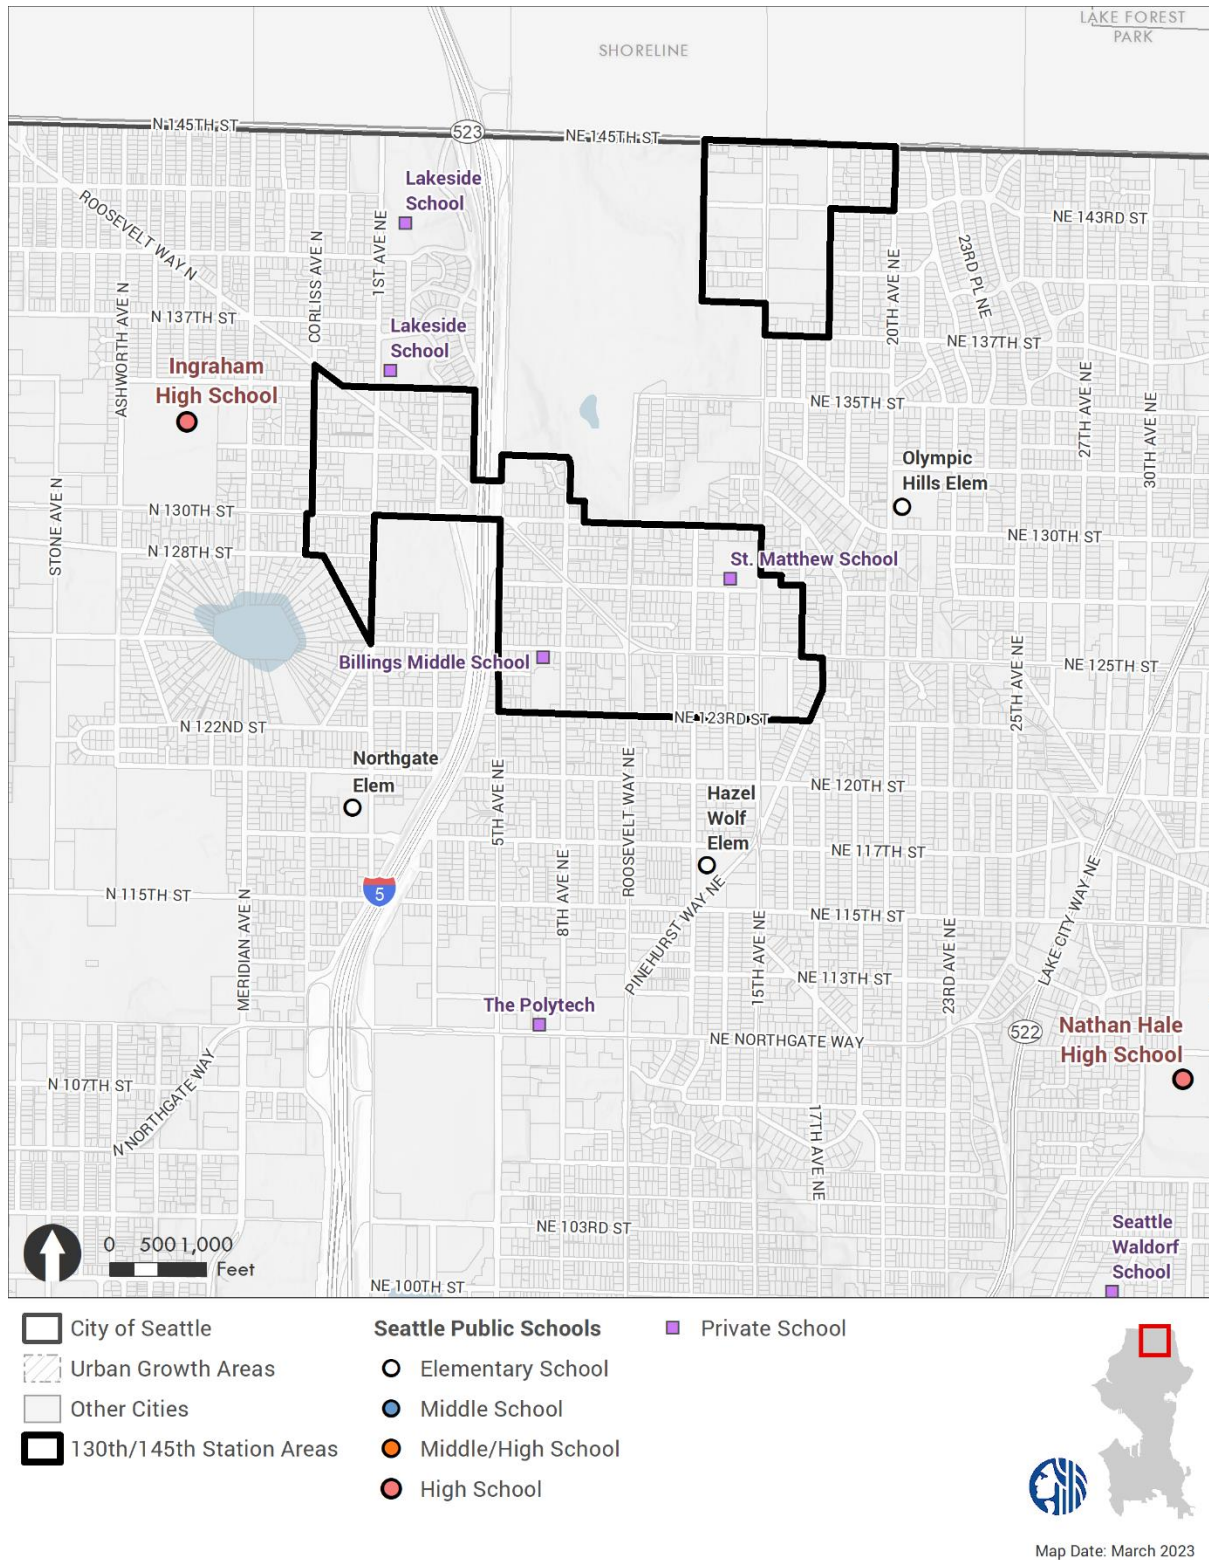 LAKE FOREST
PARK
SHORELINE
N 145TH ST
523
NE 145TH ST
Lakeside
School
ROOSEVELT WAY N
CORLISS AVE N
1ST AVE NE
NE 143RD ST
23RD PL NE
20TH AVE NE
ASHWORTH AVE N
N 137TH ST
Lakeside
School
NE 137TH ST
Ingraham
High School
NE 135TH ST
27TH AVE NE
30TH AVE NE
Olympic
Hills Elem
STONE AVE N
N 130TH ST
NE 130TH ST
N 128TH ST
St. Matthew School
Billings Middle School
25TH AVE NE
NE 125TH ST
N 122ND ST
NE 123RD ST
Northgate
Elem
5TH AVE NE
ROOSEVELT WAY NE
Hazel
Wolf
Elem
NE 120TH ST
NE 117TH ST
5
N 115TH ST
MERIDIAN AVE N
8TH AVE NE
PINEHURST WAY NE
15TH AVE NE
NE 115TH ST
23RD AVE NE
LAKE CITY WAY NE
NE 113TH ST
The Polytech
NE NORTHGATE WAY
522
Nathan Hale
High School
N 107TH ST
N NORTHGATE WAY
17TH AVE NE
NE 103RD ST
Seattle
Waldorf
School
0 500 1,000
Feet
NE 100TH ST
City of Seattle
Urban Growth Areas
Other Cities
130th/145th Station Areas
Seattle Public Schools
Elementary School
Middle School
Middle/High School
High School
Private School
Map Date: March 2023